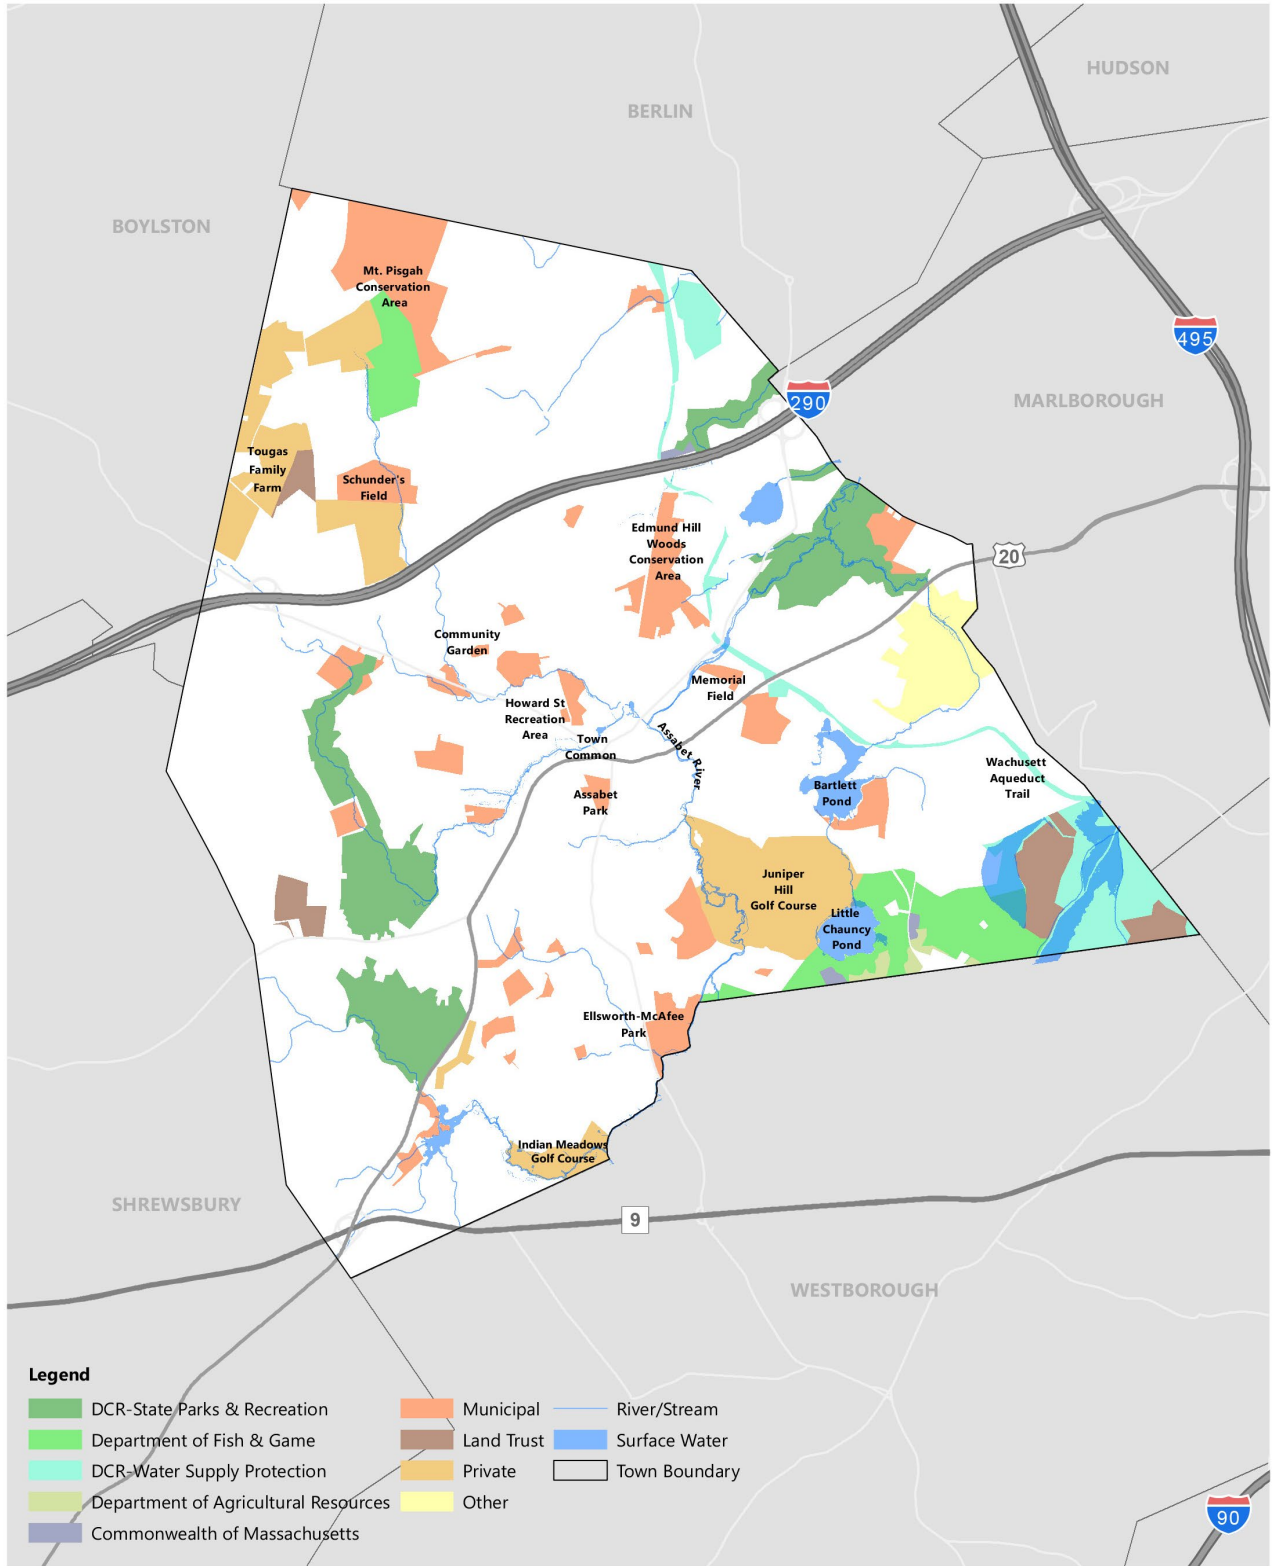 HUDSON
BERLIN
BOYLSTON
Mt. Pisgah
Conservation
Area
495
290
MARLBOROUGH
Tougas
Family
Farm
Schunder's
Field
Edmund Hill
Woods
Conservation
Area
20
Community
Garden
Memorial
Field
Howard St
Recreation
Area
Town
Common
Assabet River
Wachusett
Aqueduct
Trail
Assabet
Park
Bartlett
Pond
Juniper
Hill
Golf Course
Little
Chauncy
Pond
Ellsworth-McAfee
Park
Indian Meadows
Golf Course
SHREWSBURY
9
WESTBOROUGH
Legend
DCR-State Parks & Recreation
Department of Fish & Game
DCR-Water Supply Protection
Department of Agricultural Resources
Commonwealth of Massachusetts
Municipal
Land Trust
Private
Other
River/Stream
Surface Water
Town Boundary
90